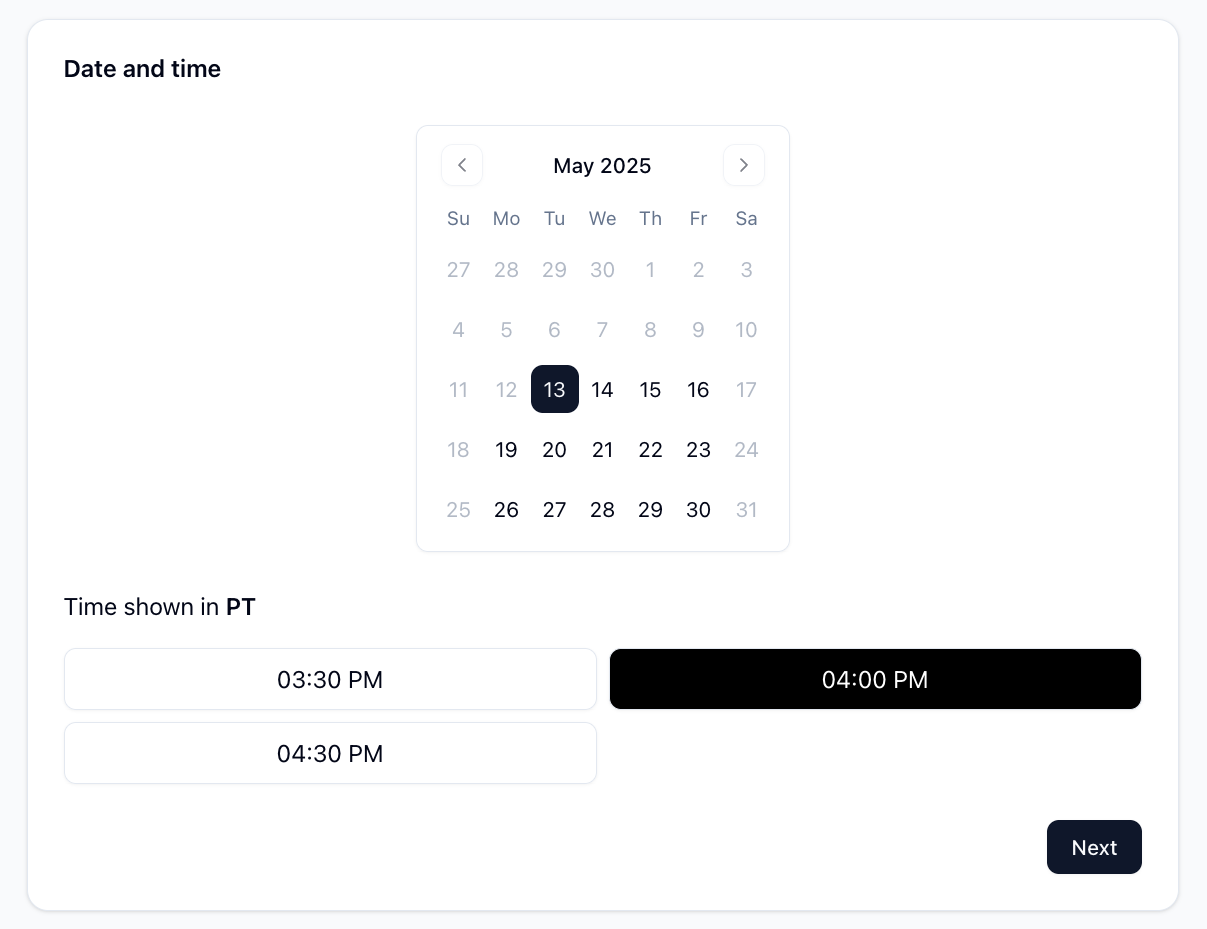 Date and time
May 2025
Su Mo Tu We Th Fr Sa
27 28 29 30 1 2 3
4 5 6 7 8 9 10
11 12 13 14 15 16 17
18 19 20 21 22 23 24
25 26 27 28 29 30 31
Time shown in PT
03:30 PM 04:00 PM
04:30 PM
Next